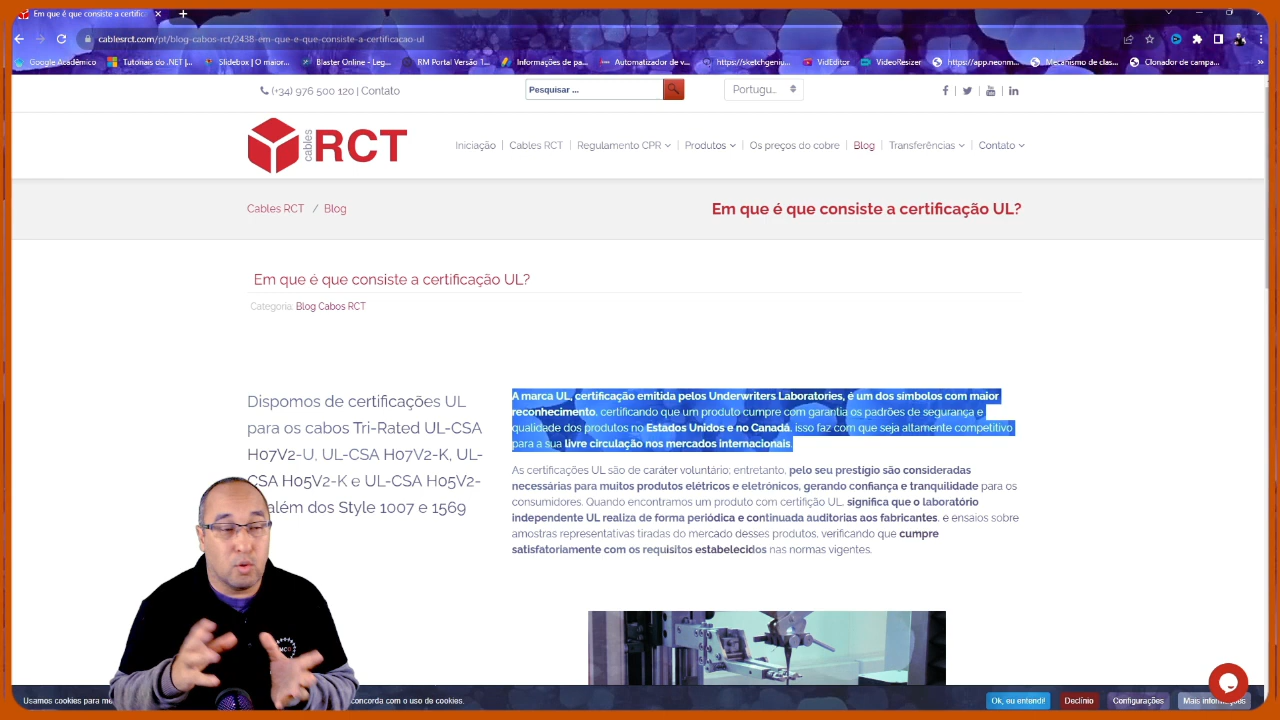 Em que é que consiste a certific
cablesrct.com/pt/blog-cabos-rct/2438-em-que-e-que-consiste-a-certificacao-ul
Google Acadêmico
Tutoriais do .NET |...
Slidebox | O maior...
Blaster Online - Leg...
RM Portal Versão T...
Informações de pa...
Automatizador de v...
https://sketchgeniu...
VidEditor
VideoResizer
https://app.neonm...
Mecanismo de clas...
Clonador de campa...
(+34) 976 500 120 | Contato
Pesquisar ...
Portugu...
cables RCT
Iniciação
Cables RCT
Regulamento CPR
Produtos
Os preços do cobre
Blog
Transferências
Contato
Cables RCT / Blog
Em que é que consiste a certificação UL?
Em que é que consiste a certificação UL?
Categoria: Blog Cabos RCT
Dispomos de certificações UL
para os cabos Tri-Rated UL-CSA
H07V2-U, UL-CSA H07V2-K, UL-
CSA H05V2-K e UL-CSA H05V2-
além dos Style 1007 e 1569
A marca UL, certificação emitida pelos Underwriters Laboratories, é um dos símbolos com maior
reconhecimento, certificando que um produto cumpre com garantia os padrões de segurança e
qualidade dos produtos no Estados Unidos e no Canadá, isso faz com que seja altamente competitivo
para a sua livre circulação nos mercados internacionais.
As certificações UL são de caráter voluntário; entretanto, pelo seu prestígio são consideradas
necessárias para muitos produtos elétricos e eletrónicos, gerando confiança e tranquilidade para os
consumidores. Quando encontramos um produto com certifição UL, significa que o laboratório
independente UL realiza de forma periódica e continuada auditorias aos fabricantes, e ensaios sobre
amostras representativas tiradas do mercado desses produtos, verificando que cumpre
satisfatoriamente com os requisitos estabelecidos nas normas vigentes.
Usamos cookies para me
concorda com o uso de cookies.
Ok, eu entendi!
Declínio
Configurações
Mais informações